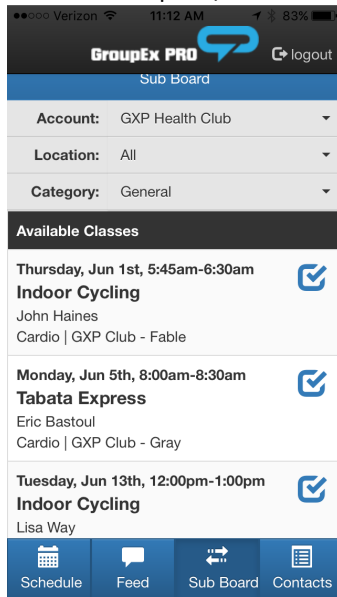 Verizon 11:12 AM 83%
GroupEx PRO logout
Sub Board
Account: GXP Health Club
Location: All
Category: General
Available Classes
Thursday, Jun 1st, 5:45am-6:30am
Indoor Cycling
John Haines
Cardio | GXP Club - Fable
Monday, Jun 5th, 8:00am-8:30am
Tabata Express
Eric Bastoul
Cardio | GXP Club - Gray
Tuesday, Jun 13th, 12:00pm-1:00pm
Indoor Cycling
Lisa Way
Schedule Feed Sub Board Contacts